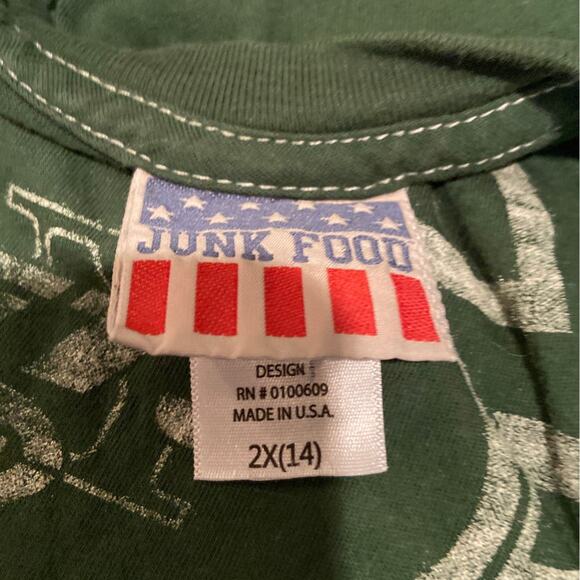 JUNK FOOD
DESIGN
RN # 0100609
MADE IN U.S.A.
2X(14)